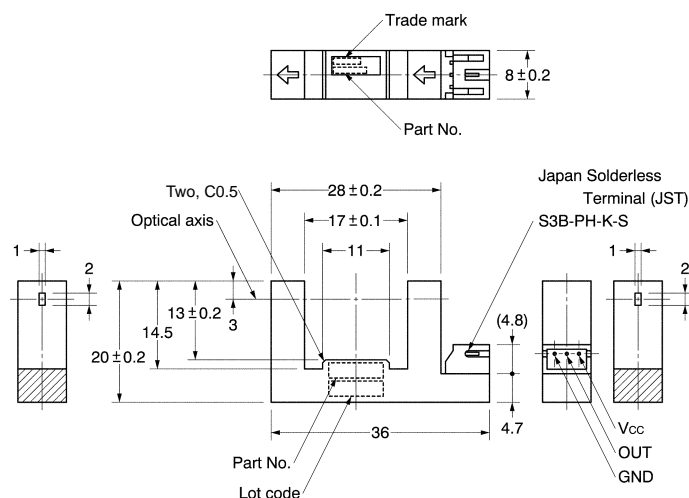 Trade mark
8±0.2
Part No.
Japan Solderless
Terminal (JST)
S3B-PH-K-S
Two, C0.5
28±0.2
Optical axis
17±0.1
11
1
2
1
2
3
13±0.2
14.5
20±0.2
(4.8)
4.7
36
Vcc
OUT
GND
Part No.
Lot code